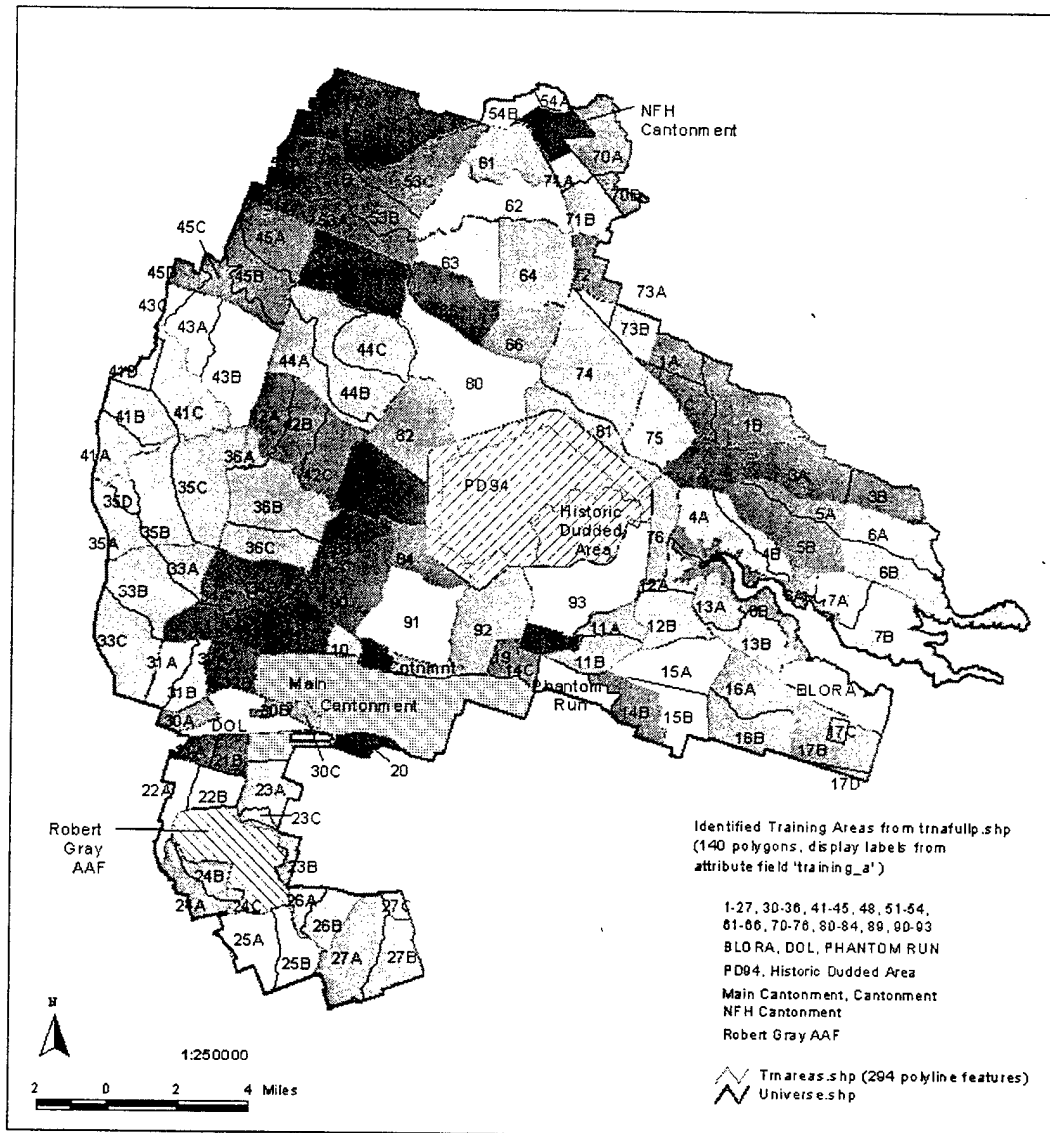 54A
54B
NFH
Cantonment
61
70A
53C
71A
70B
62
53A
53B
71B
45C
45A
63
64
45D
45B
72
43C
73A
43A
73B
66
44A
44C
1A
41D
43B
80
74
44B
41B
41C
42A
42B
82
81
1B
75
41A
36A
42C
3A
35C
PD94
3B
35D
36B
Historic
Dudded
Area
4A
5A
35B
6A
35A
76
4B
5B
36C
84
6B
33A
12A
33B
13A
7A
93
8B
91
92
11A
12B
33C
13B
7B
31A
10
11B
15A
14C
Main
Cantonment
Phantom
Run
16A
BLORA
31B
30B
14B
15B
30A
DOL
16B
17C
17B
21B
30C
20
17D
22A
22B
23A
23C
Robert
Gray
AAF
23B
24B
24A
24C
26A
27C
26B
25A
25B
27A
27B
Identified Training Areas from trnafullp.shp
(140 polygons, display labels from
attribute field 'training_a')
1-27, 30-36, 41-45, 48, 51-54,
61-66, 70-76, 80-84, 89, 90-93
BLORA, DOL, PHANTOM RUN
PD94, Historic Dudded Area
Main Cantonment, Cantonment
NFH Cantonment
Robert Gray AAF
N
1:250000
2 0 2 4 Miles
Trnareas.shp (294 polyline features)
Universe.shp